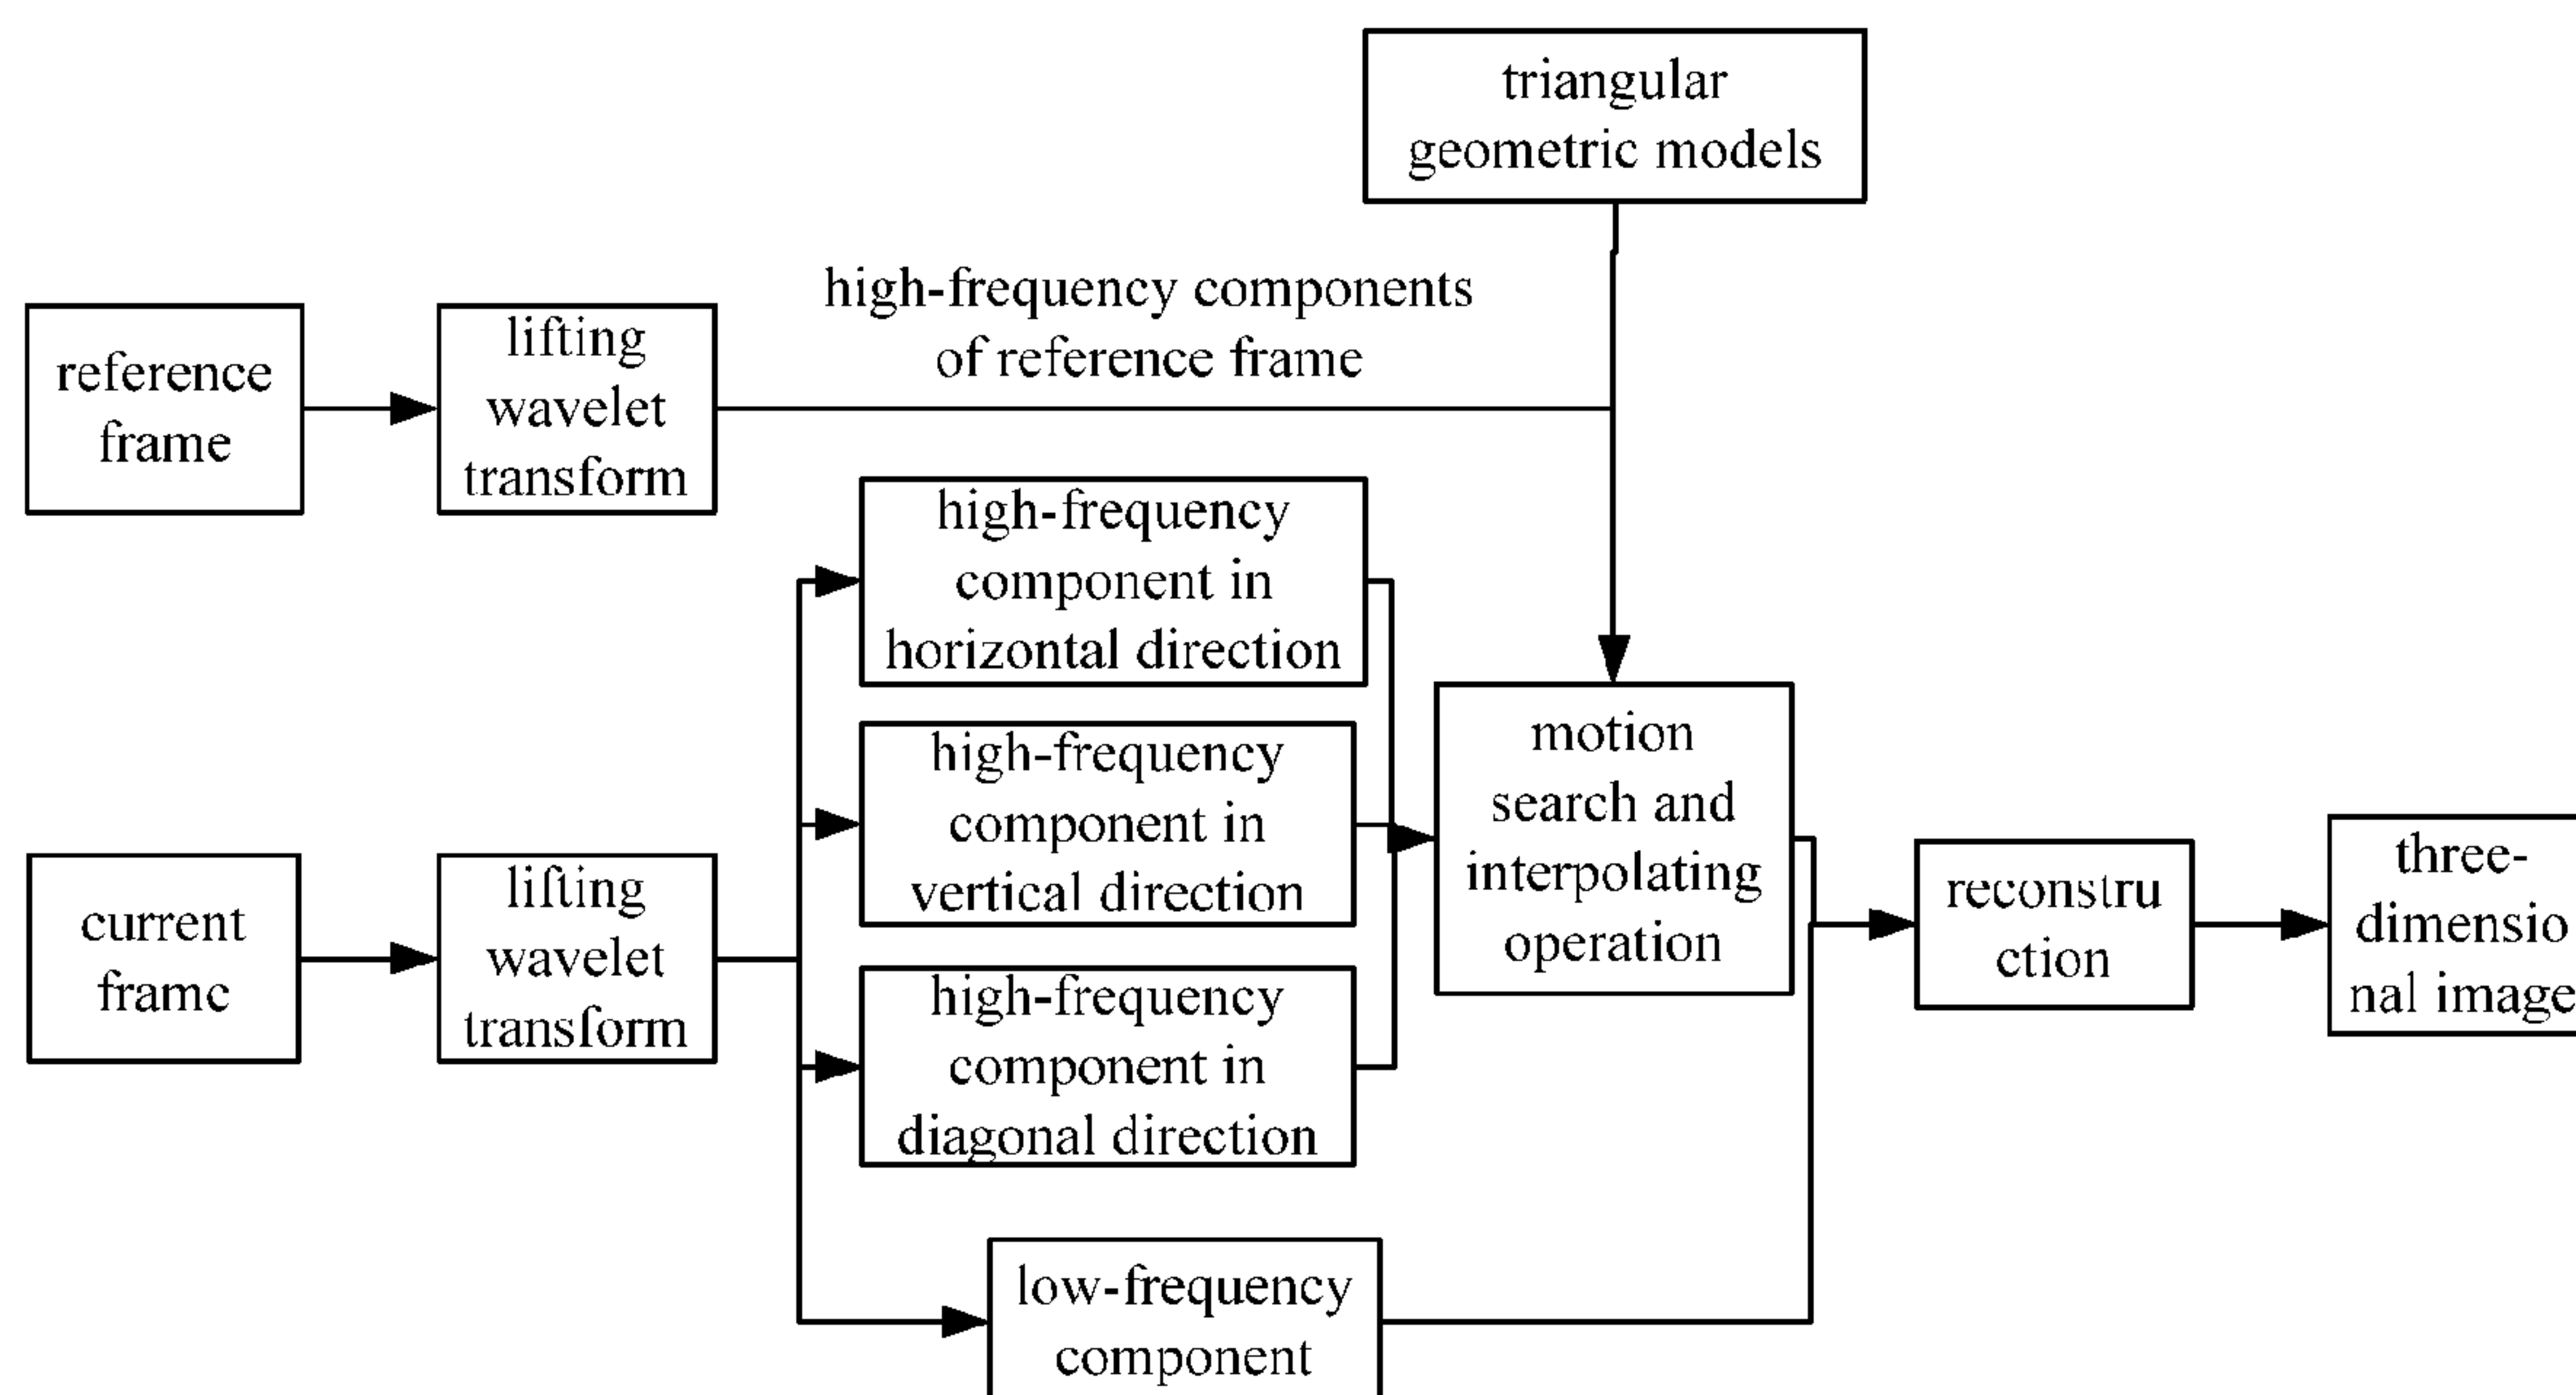 triangular
geometric models
high-frequency components
of reference frame
reference
frame
lifting
wavelet
transform
high-frequency
component in
horizontal direction
high-frequency
component in
vertical direction
high-frequency
component in
diagonal direction
motion
search and
interpolating
operation
current
frame
lifting
wavelet
transform
reconstru
ction
three-
dimensio
nal image
low-frequency
component